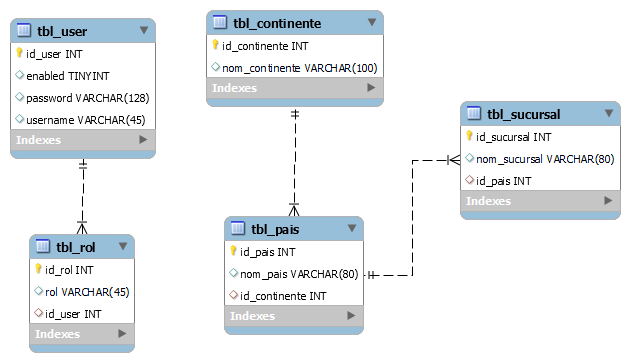 tbl_user
id_user INT
enabled TINYINT
password VARCHAR(128)
username VARCHAR(45)
Indexes
tbl_continente
id_continente INT
nom_continente VARCHAR(100)
Indexes
tbl_sucursal
id_sucursal INT
nom_sucursal VARCHAR(80)
id_pais INT
Indexes
tbl_rol
id_rol INT
rol VARCHAR(45)
id_user INT
Indexes
tbl_pais
id_pais INT
nom_pais VARCHAR(80)
id_continente INT
Indexes